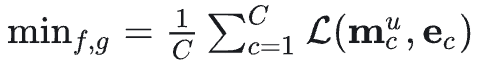 $\min_{f,g} = \frac{1}{C} \sum_{c=1}^{C} \mathcal{L}(\mathbf{m}_c^u, \mathbf{e}_c)$